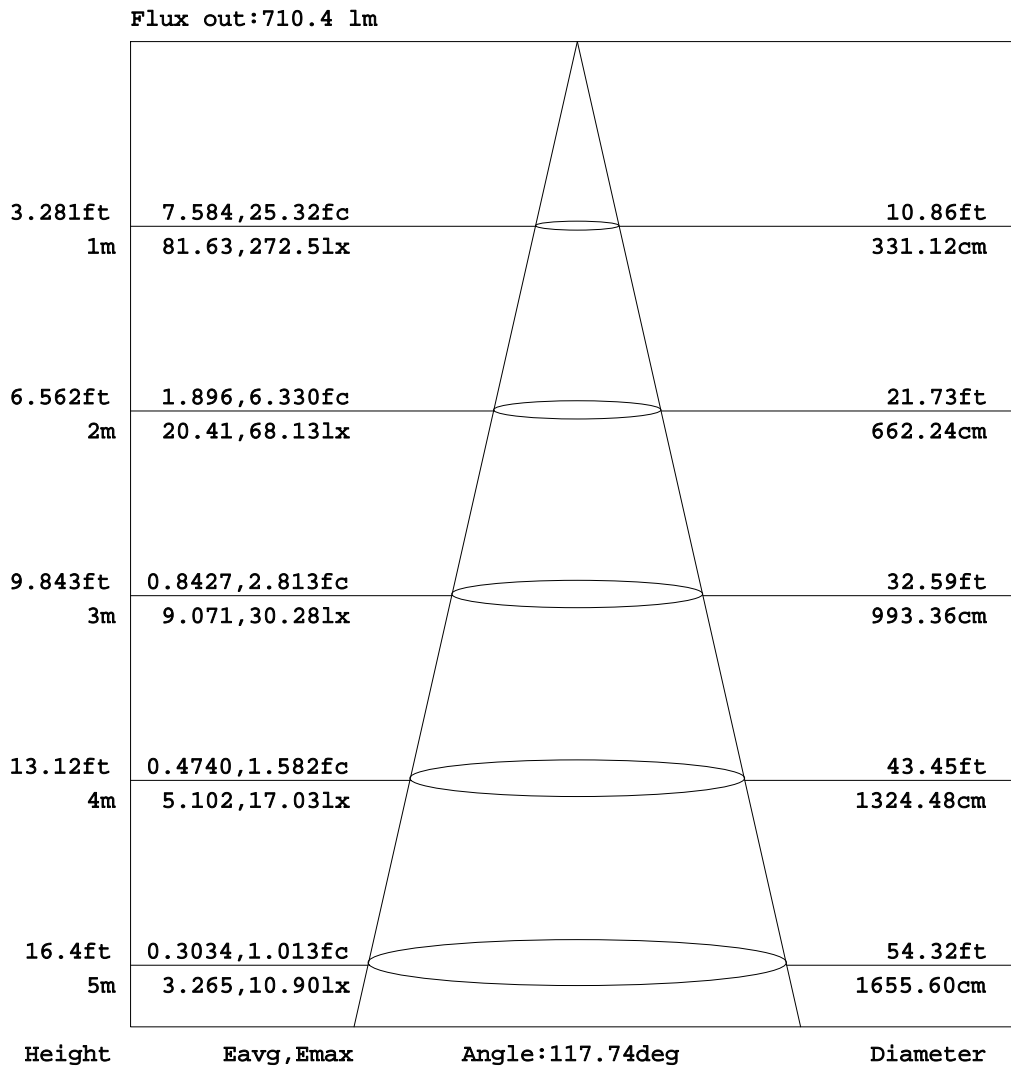 Flux out:710.4 lm
3.281ft 7.584,25.32fc 10.86ft
1m 81.63,272.5lx 331.12cm
6.562ft 1.896,6.330fc 21.73ft
2m 20.41,68.13lx 662.24cm
9.843ft 0.8427,2.813fc 32.59ft
3m 9.071,30.28lx 993.36cm
13.12ft 0.4740,1.582fc 43.45ft
4m 5.102,17.03lx 1324.48cm
16.4ft 0.3034,1.013fc 54.32ft
5m 3.265,10.90lx 1655.60cm
Height Eavg,Emax Angle:117.74deg Diameter